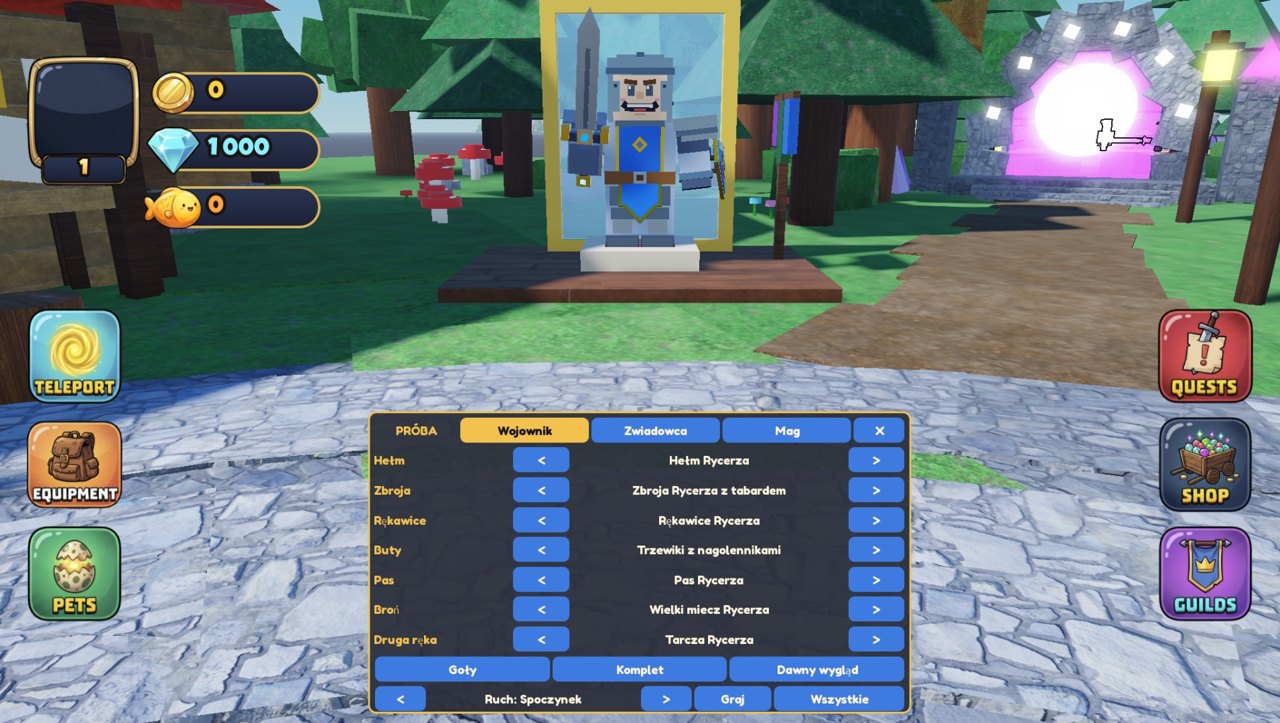 0
1000
1
0
TELEPORT
QUESTS
EQUIPMENT
SHOP
PETS
GUILDS
PRÓBA Wojownik Zwiadowca Mag X
Hełm < Hełm Rycerza >
Zbroja < Zbroja Rycerza z tabardem >
Rękawice < Rękawice Rycerza >
Buty < Trzewiki z nagolennikami >
Pas < Pas Rycerza >
Broń < Wielki miecz Rycerza >
Druga ręka < Tarcza Rycerza >
Goły Komplet Dawny wygląd
< Ruch: Spoczynek > Graj Wszystkie